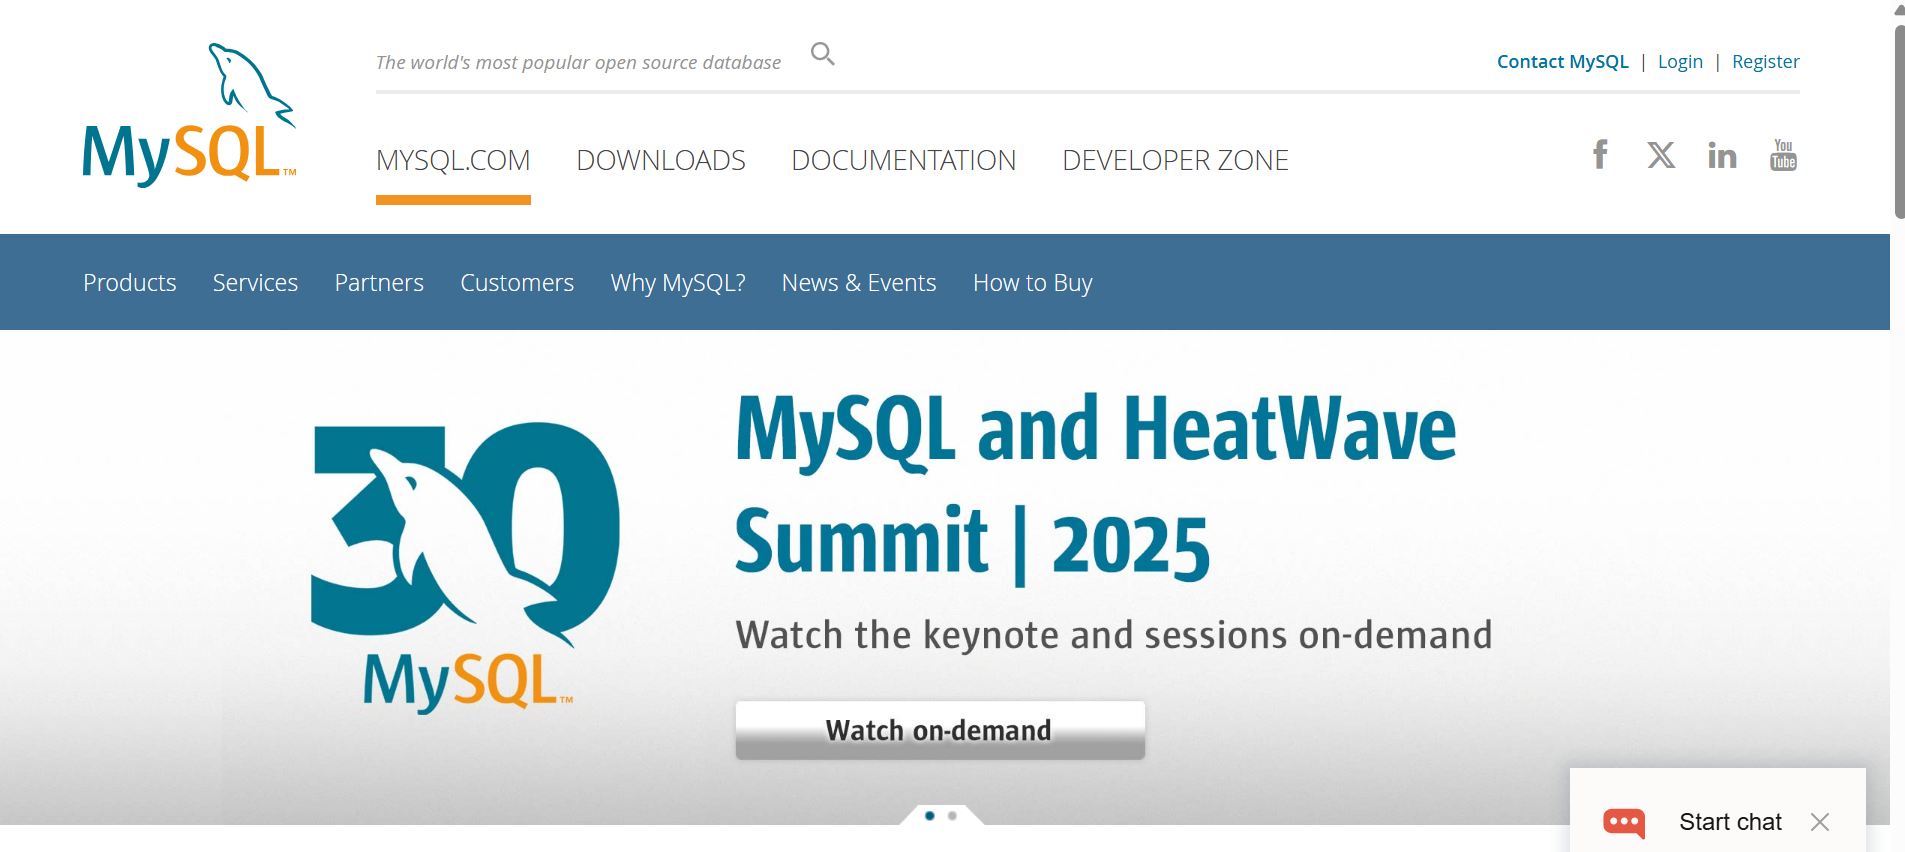 The world's most popular open source database
Contact MySQL | Login | Register
MySQL™
MYSQL.COM DOWNLOADS DOCUMENTATION DEVELOPER ZONE
f X in You Tube
Products Services Partners Customers Why MySQL? News & Events How to Buy
30
MySQL™
MySQL and HeatWave
Summit | 2025
Watch the keynote and sessions on-demand
Watch on-demand
Start chat